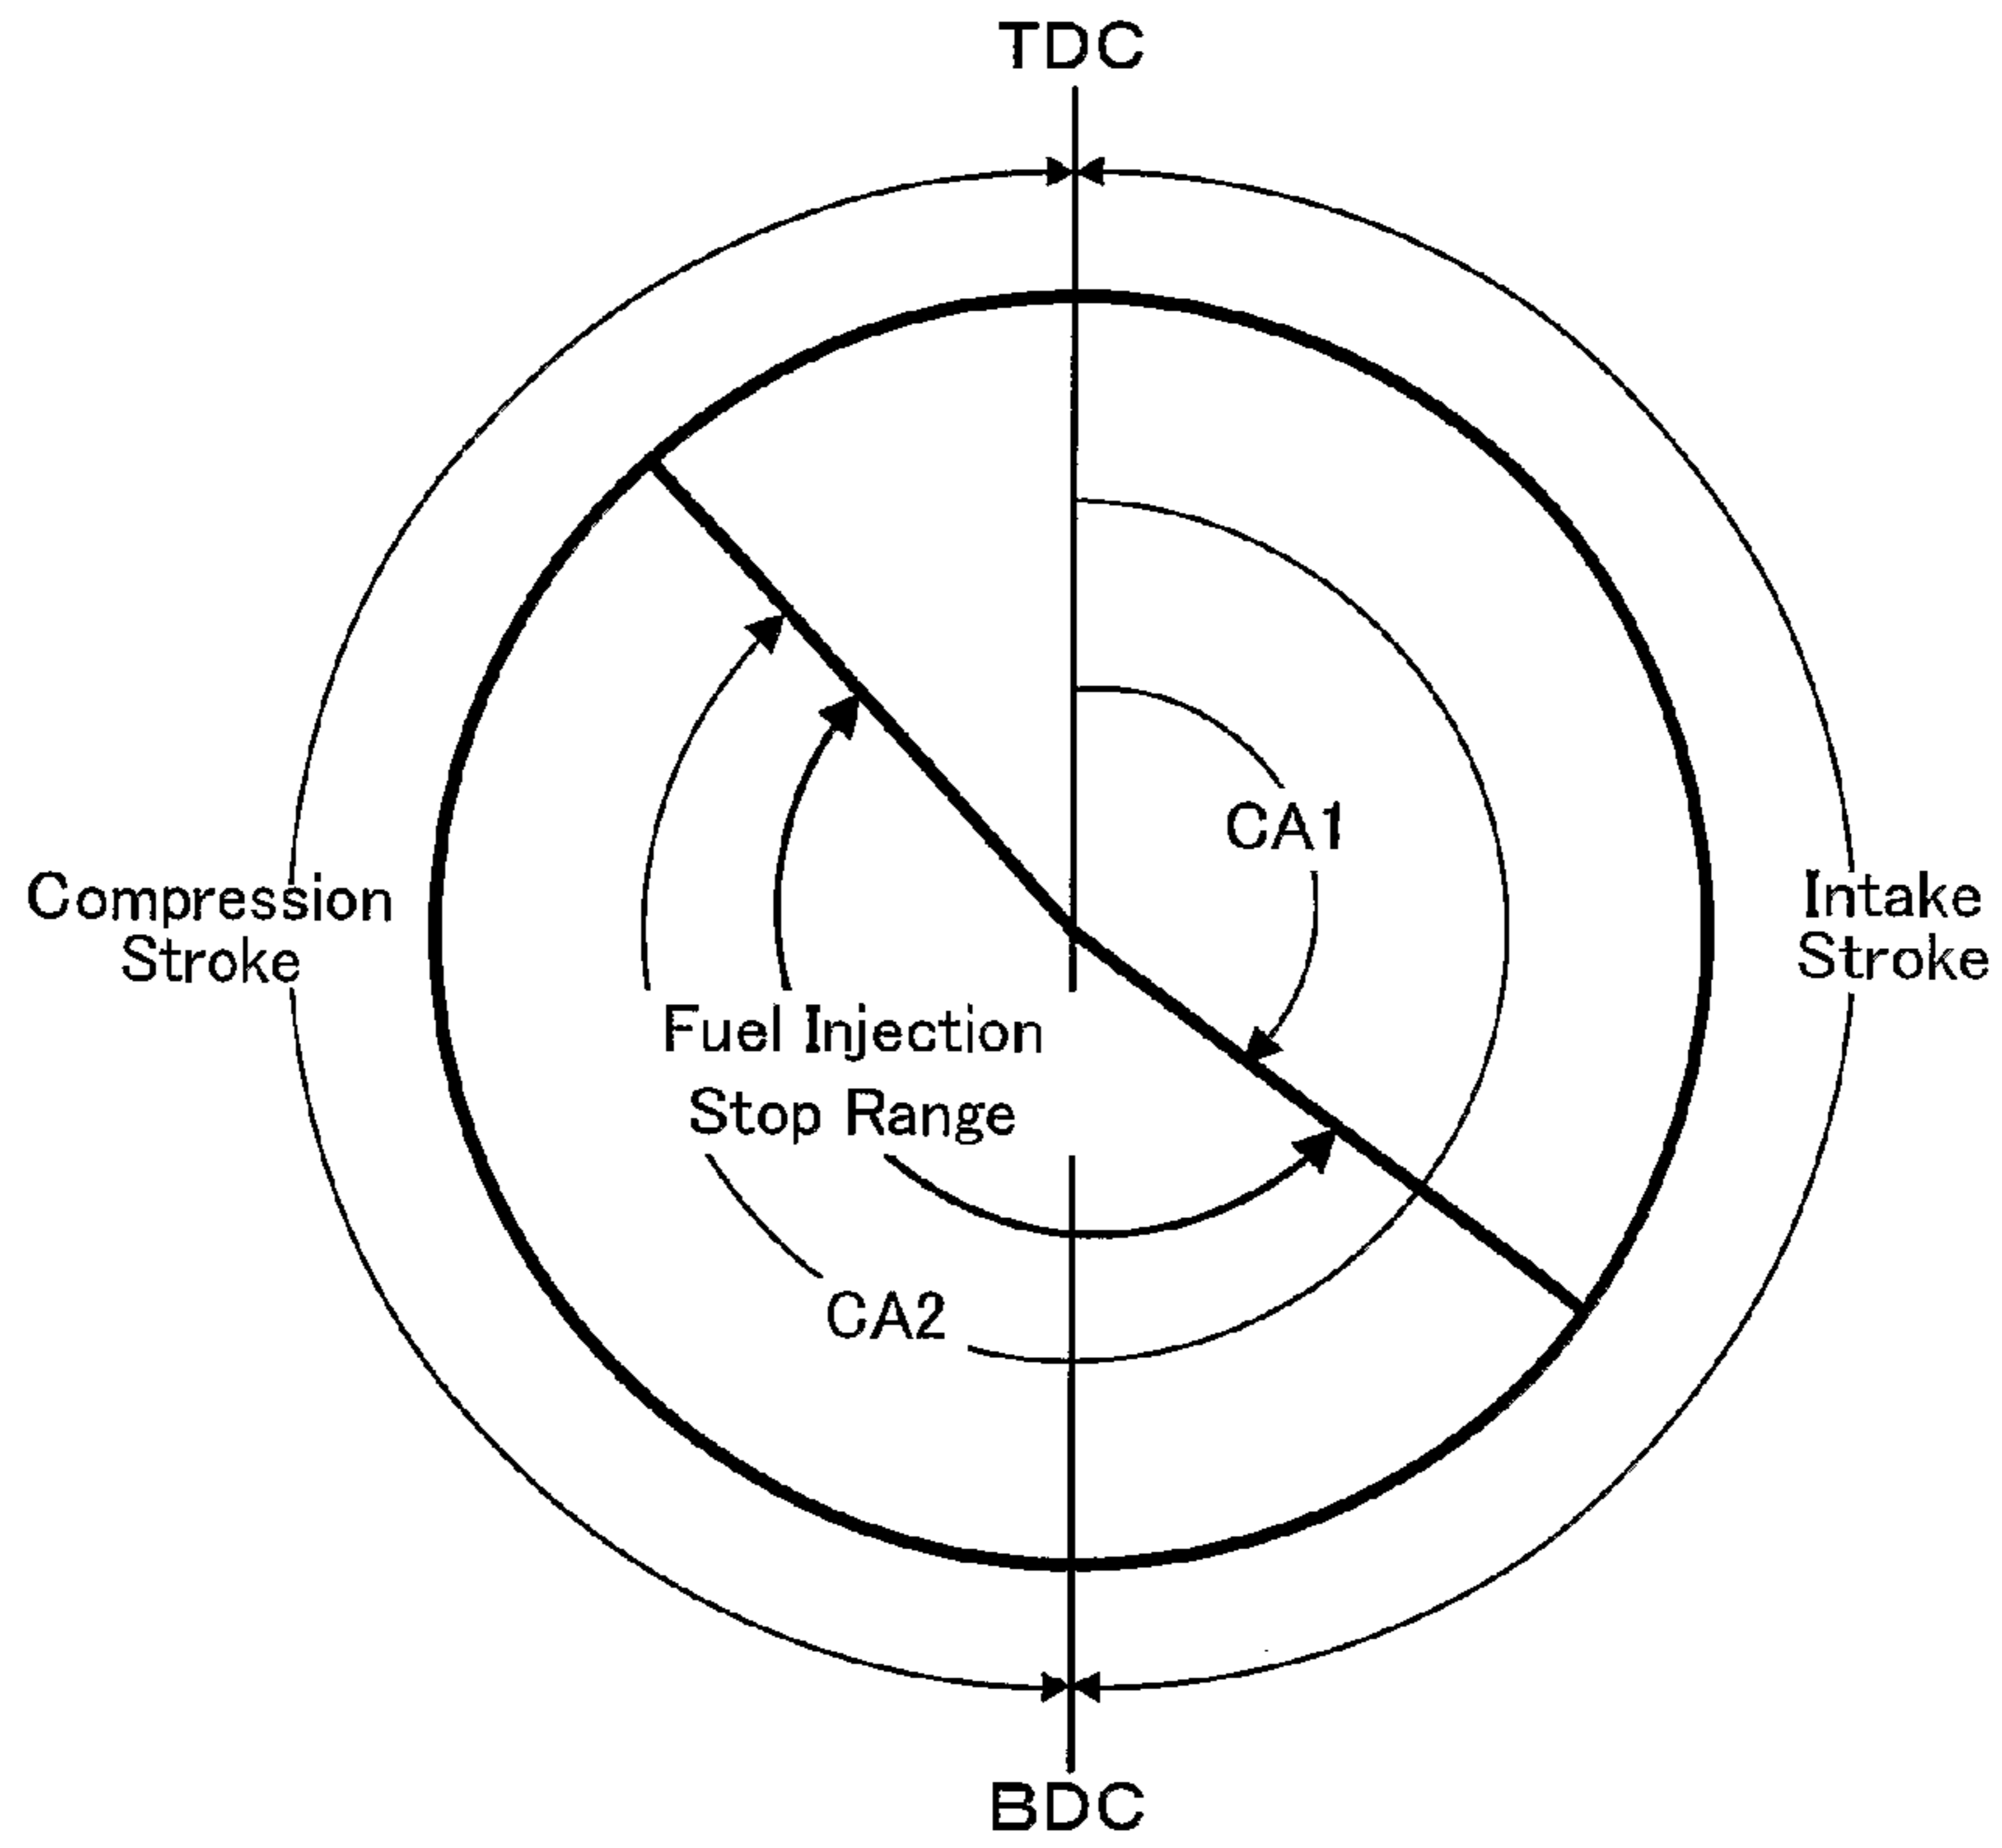 TDC
CA1
Compression
Stroke
Intake
Stroke
Fuel Injection
Stop Range
CA2
BDC